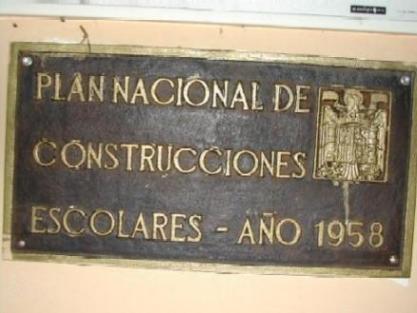 PLAN NACIONAL DE
CONSTRUCCIONES
ESCOLARES - AÑO 1958